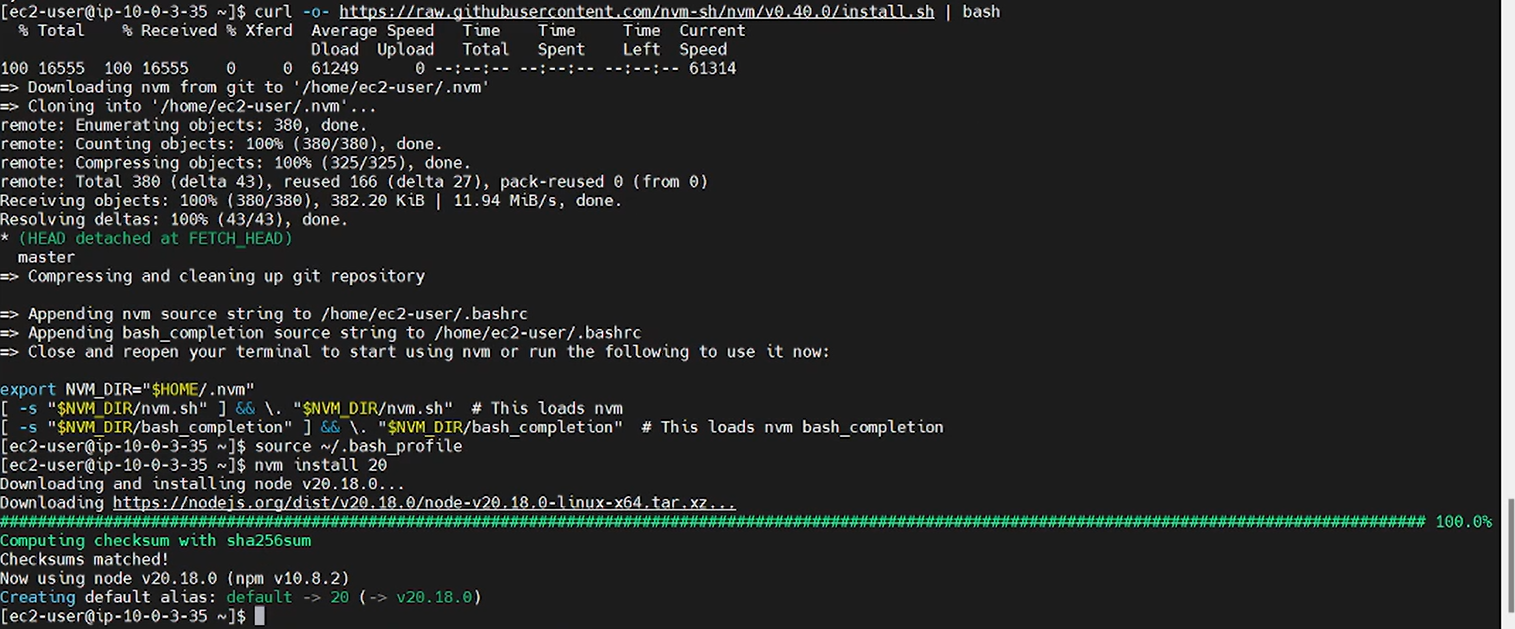 [ec2-user@ip-10-0-3-35 ~]$ curl -o- https://raw.githubusercontent.com/nvm-sh/nvm/v0.40.0/install.sh | bash
  % Total    % Received % Xferd  Average Speed   Time    Time     Time  Current
                                 Dload  Upload   Total   Spent    Left  Speed
100 16555  100 16555    0     0  61249      0 --:--:-- --:--:-- --:--:-- 61314
=> Downloading nvm from git to '/home/ec2-user/.nvm'
=> Cloning into '/home/ec2-user/.nvm'...
remote: Enumerating objects: 380, done.
remote: Counting objects: 100% (380/380), done.
remote: Compressing objects: 100% (325/325), done.
remote: Total 380 (delta 43), reused 166 (delta 27), pack-reused 0 (from 0)
Receiving objects: 100% (380/380), 382.20 KiB | 11.94 MiB/s, done.
Resolving deltas: 100% (43/43), done.
* (HEAD detached at FETCH_HEAD)
  master
=> Compressing and cleaning up git repository

=> Appending nvm source string to /home/ec2-user/.bashrc
=> Appending bash_completion source string to /home/ec2-user/.bashrc
=> Close and reopen your terminal to start using nvm or run the following to use it now:

export NVM_DIR="$HOME/.nvm"
[ -s "$NVM_DIR/nvm.sh" ] && \. "$NVM_DIR/nvm.sh"  # This loads nvm
[ -s "$NVM_DIR/bash_completion" ] && \. "$NVM_DIR/bash_completion"  # This loads nvm bash_completion
[ec2-user@ip-10-0-3-35 ~]$ source ~/.bash_profile
[ec2-user@ip-10-0-3-35 ~]$ nvm install 20
Downloading and installing node v20.18.0...
Downloading https://nodejs.org/dist/v20.18.0/node-v20.18.0-linux-x64.tar.xz...
####################################################################################################################################################### 100.0%
Computing checksum with sha256sum
Checksums matched!
Now using node v20.18.0 (npm v10.8.2)
Creating default alias: default -> 20 (-> v20.18.0)
[ec2-user@ip-10-0-3-35 ~]$